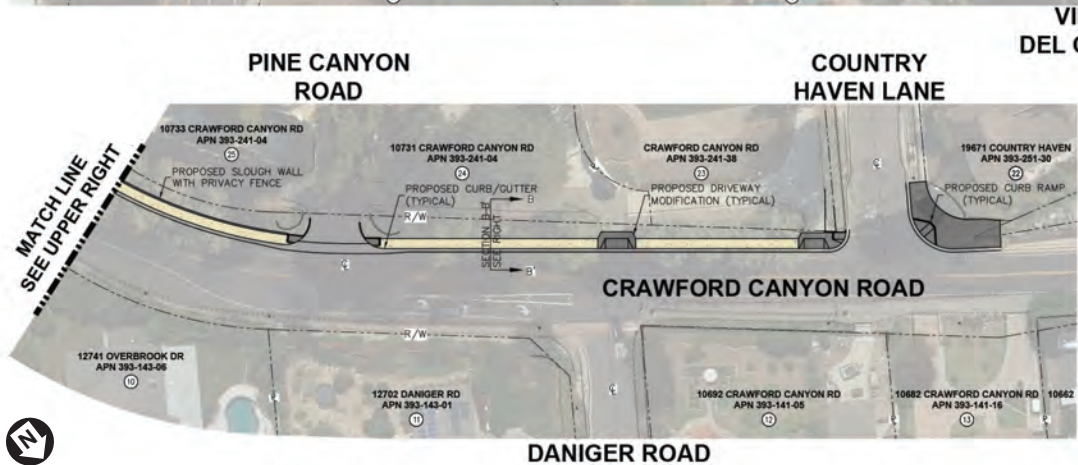 VI
DEL
PINE CANYON
ROAD
COUNTRY
HAVEN LANE
MATCH LINE
SEE UPPER RIGHT
10733 CRAWFORD CANYON RD
APN 393-241-04
25
PROPOSED SLOUGH WALL
WITH PRIVACY FENCE
10731 CRAWFORD CANYON RD
APN 393-241-04
24
PROPOSED CURB/GUTTER
(TYPICAL)
R/W
SECTION B-B'
SEE RIGHT
B
B'
CRAWFORD CANYON RD
APN 393-241-38
23
PROPOSED DRIVEWAY
MODIFICATION (TYPICAL)
19671 COUNTRY HAVEN
APN 393-251-30
22
PROPOSED CURB RAMP
(TYPICAL)
CRAWFORD CANYON ROAD
R/W
12741 OVERBROOK DR
APN 393-143-06
10
12702 DANIGER RD
APN 393-143-01
11
10692 CRAWFORD CANYON RD
APN 393-141-05
12
10682 CRAWFORD CANYON RD
APN 393-141-16
13
10662
N
DANIGER ROAD